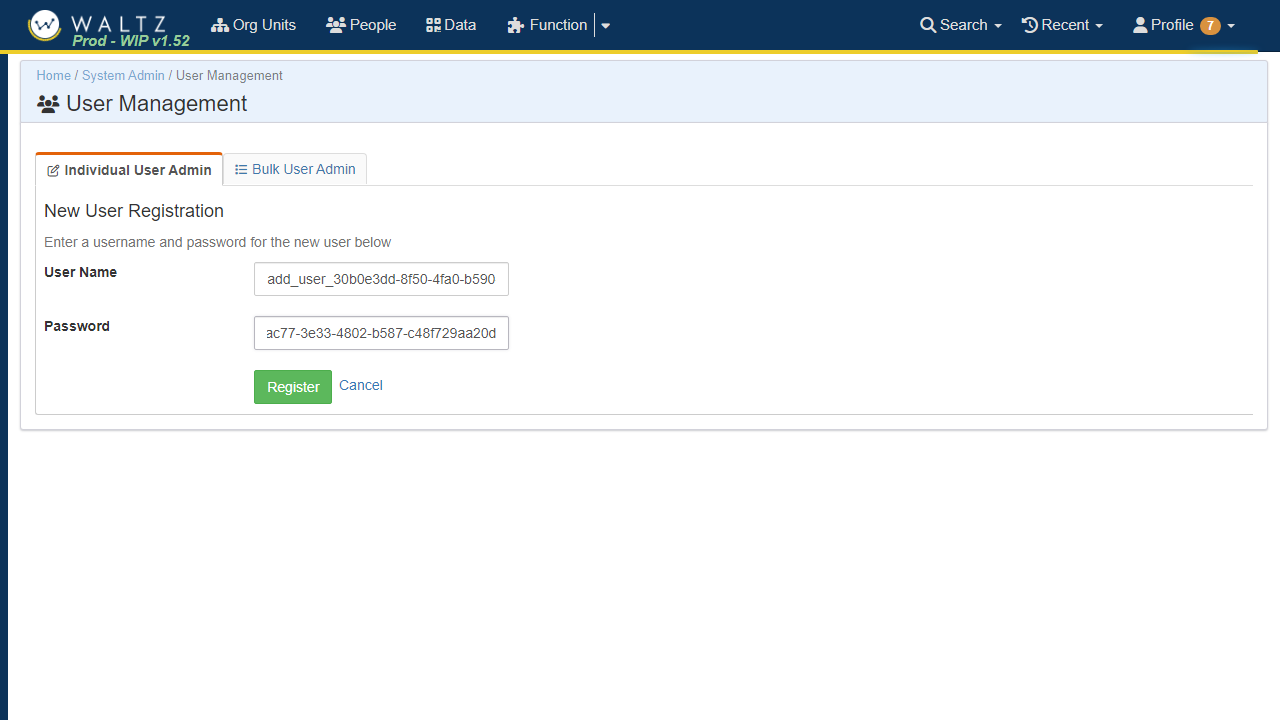 WALTZ
Prod - WIP v1.52
Org Units
People
Data
Function
Search
Recent
Profile 7
Home / System Admin / User Management
User Management
Individual User Admin
Bulk User Admin
New User Registration
Enter a username and password for the new user below
User Name
add_user_30b0e3dd-8f50-4fa0-b590
Password
ac77-3e33-4802-b587-c48f729aa20d
Register
Cancel